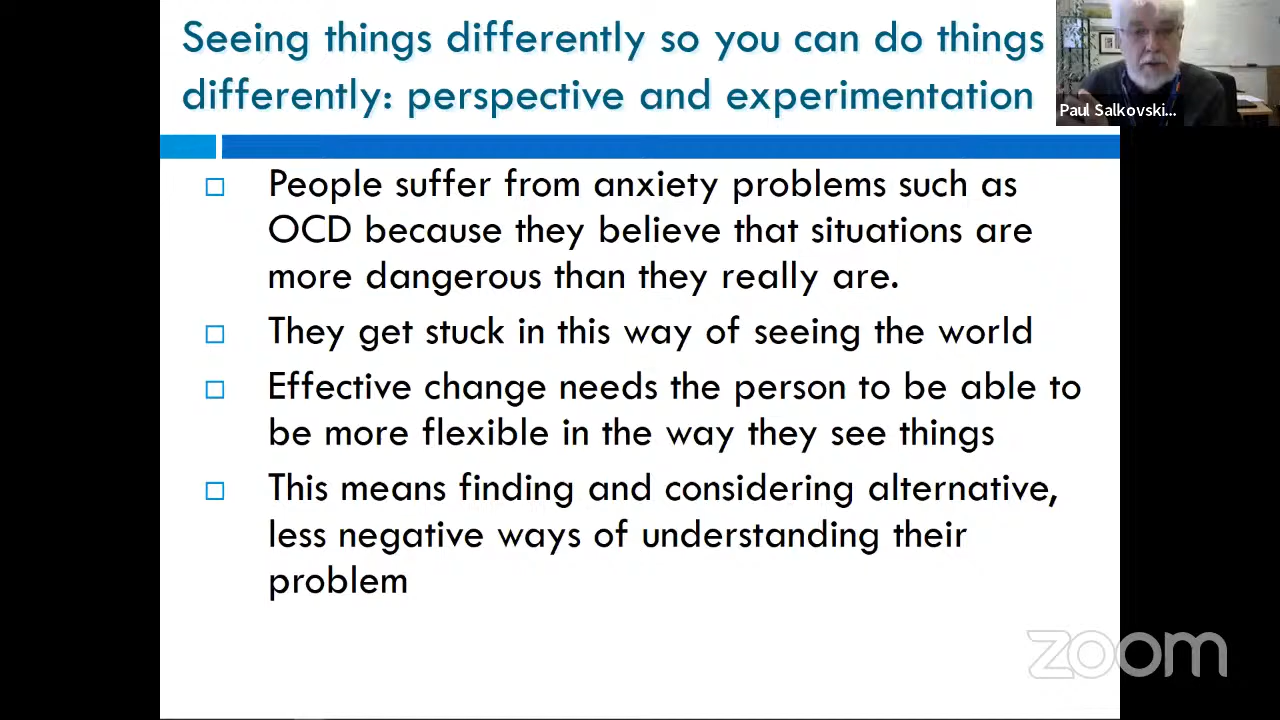 Seeing things differently so you can do things
differently: perspective and experimentation
Paul Salkovski...
People suffer from anxiety problems such as
OCD because they believe that situations are
more dangerous than they really are.
They get stuck in this way of seeing the world
Effective change needs the person to be able to
be more flexible in the way they see things
This means finding and considering alternative,
less negative ways of understanding their
problem
zoom